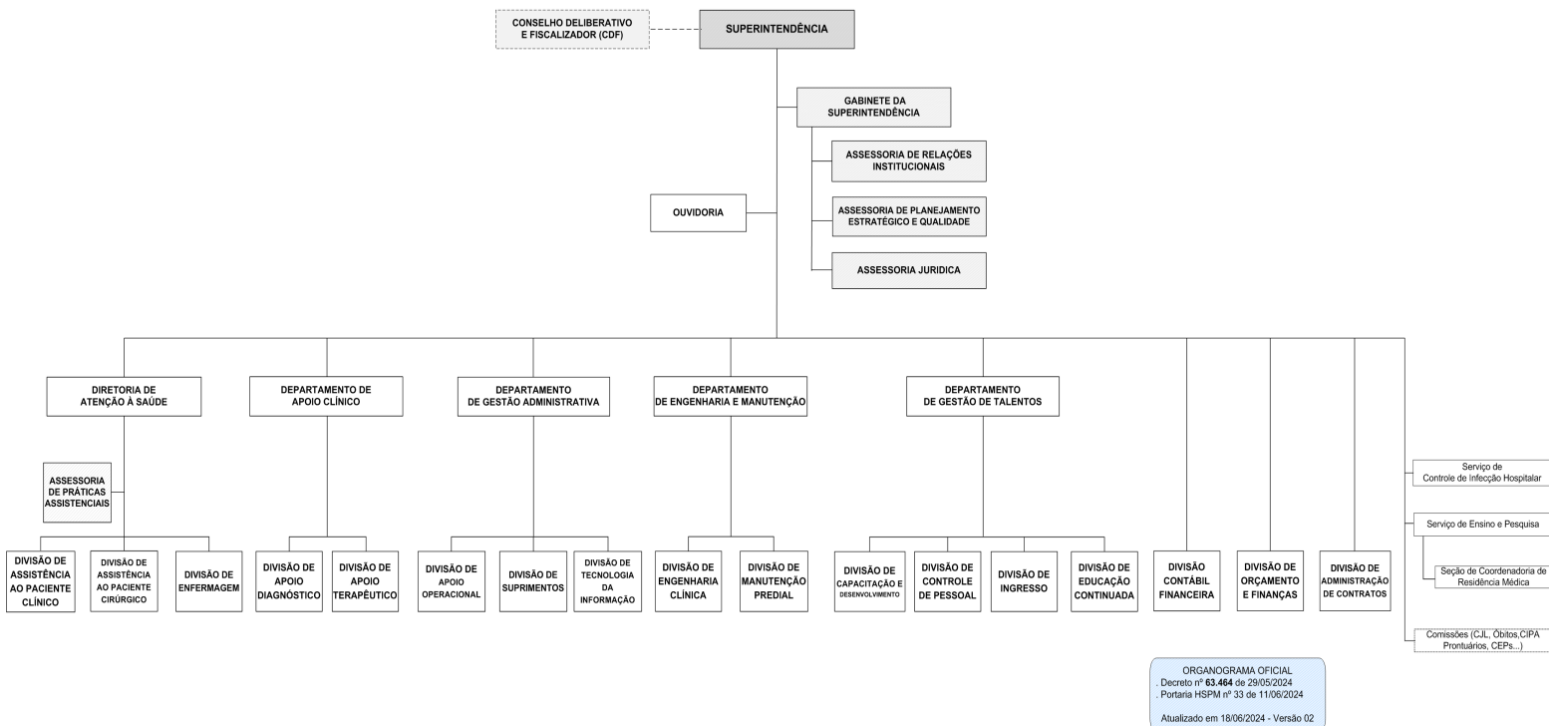 CONSELHO DELIBERATIVO
E FISCALIZADOR (CDF)
SUPERINTENDÊNCIA
GABINETE DA
SUPERINTENDÊNCIA
ASSESSORIA DE RELAÇÕES
INSTITUCIONAIS
OUVIDORIA
ASSESSORIA DE PLANEJAMENTO
ESTRATÉGICO E QUALIDADE
ASSESSORIA JURIDICA
DIRETORIA DE
ATENÇÃO À SAÚDE
DEPARTAMENTO DE
APOIO CLÍNICO
DEPARTAMENTO
DE GESTÃO ADMINISTRATIVA
DEPARTAMENTO
DE ENGENHARIA E MANUTENÇÃO
DEPARTAMENTO
DE GESTÃO DE TALENTOS
ASSESSORIA
DE PRÁTICAS
ASSISTENCIAIS
Serviço de
Controle de Infecção Hospitalar
Serviço de Ensino e Pesquisa
Seção de Coordenadoria de
Residência Médica
Comissões (CJL, Óbitos,CIPA
Prontuários, CEPs...)
DIVISÃO DE
ASSISTÊNCIA
AO PACIENTE
CLÍNICO
DIVISÃO DE
ASSISTÊNCIA
AO PACIENTE
CIRÚRGICO
DIVISÃO DE
ENFERMAGEM
DIVISÃO DE
APOIO
DIAGNÓSTICO
DIVISÃO DE
APOIO
TERAPÊUTICO
DIVISÃO DE
APOIO
OPERACIONAL
DIVISÃO DE
SUPRIMENTOS
DIVISÃO DE
TECNOLOGIA
DA
INFORMAÇÃO
DIVISÃO DE
ENGENHARIA
CLÍNICA
DIVISÃO DE
MANUTENÇÃO
PREDIAL
DIVISÃO DE
CAPACITAÇÃO E
DESENVOLVIMENTO
DIVISÃO DE
CONTROLE
DE PESSOAL
DIVISÃO DE
INGRESSO
DIVISÃO DE
EDUCAÇÃO
CONTINUADA
DIVISÃO
CONTÁBIL
FINANCEIRA
DIVISÃO DE
ORÇAMENTO
E FINANÇAS
DIVISÃO DE
ADMINISTRAÇÃO
DE CONTRATOS
ORGANOGRAMA OFICIAL
. Decreto nº 63.464 de 29/05/2024
. Portaria HSPM nº 33 de 11/06/2024
Atualizado em 18/06/2024 - Versão 02